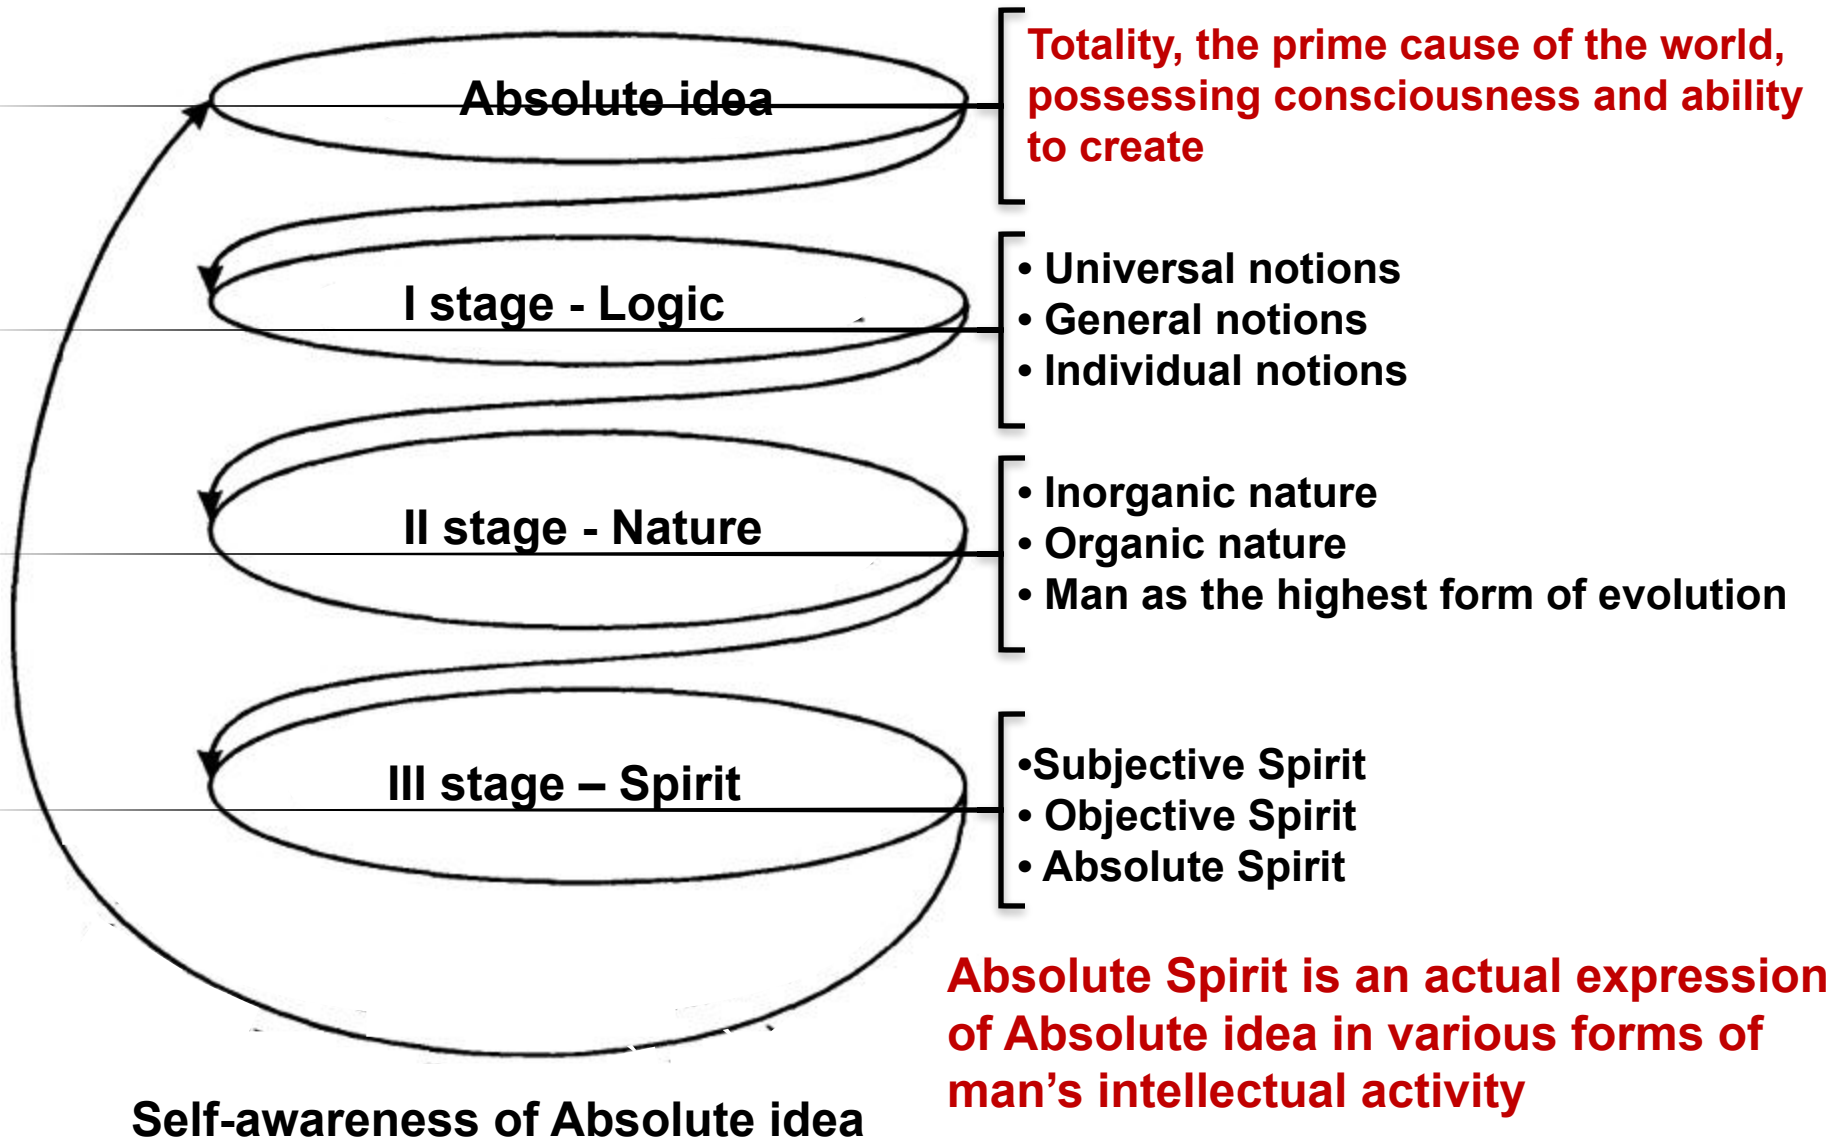 Absolute idea
Totality, the prime cause of the world,
possessing consciousness and ability
to create
I stage - Logic
• Universal notions
• General notions
• Individual notions
II stage - Nature
• Inorganic nature
• Organic nature
• Man as the highest form of evolution
III stage – Spirit
•Subjective Spirit
• Objective Spirit
• Absolute Spirit
Absolute Spirit is an actual expression
of Absolute idea in various forms of
man’s intellectual activity
Self-awareness of Absolute idea